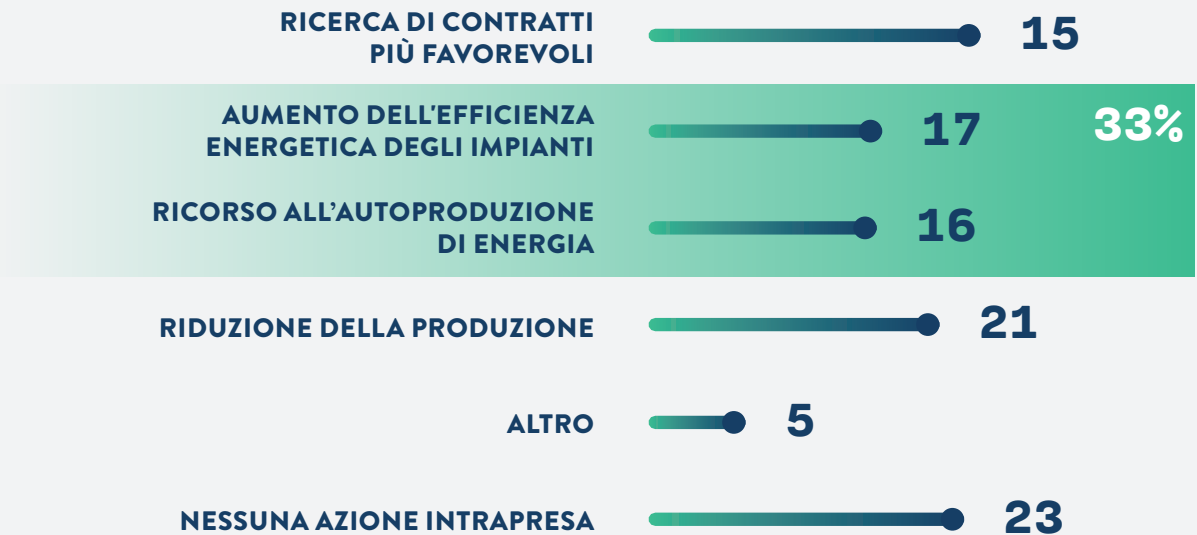 RICERCA DI CONTRATTI
PIÙ FAVOREVOLI
15
AUMENTO DELL'EFFICIENZA
ENERGETICA DEGLI IMPIANTI
17
33%
RICORSO ALL’AUTOPRODUZIONE
DI ENERGIA
16
RIDUZIONE DELLA PRODUZIONE
21
ALTRO
5
NESSUNA AZIONE INTRAPRESA
23